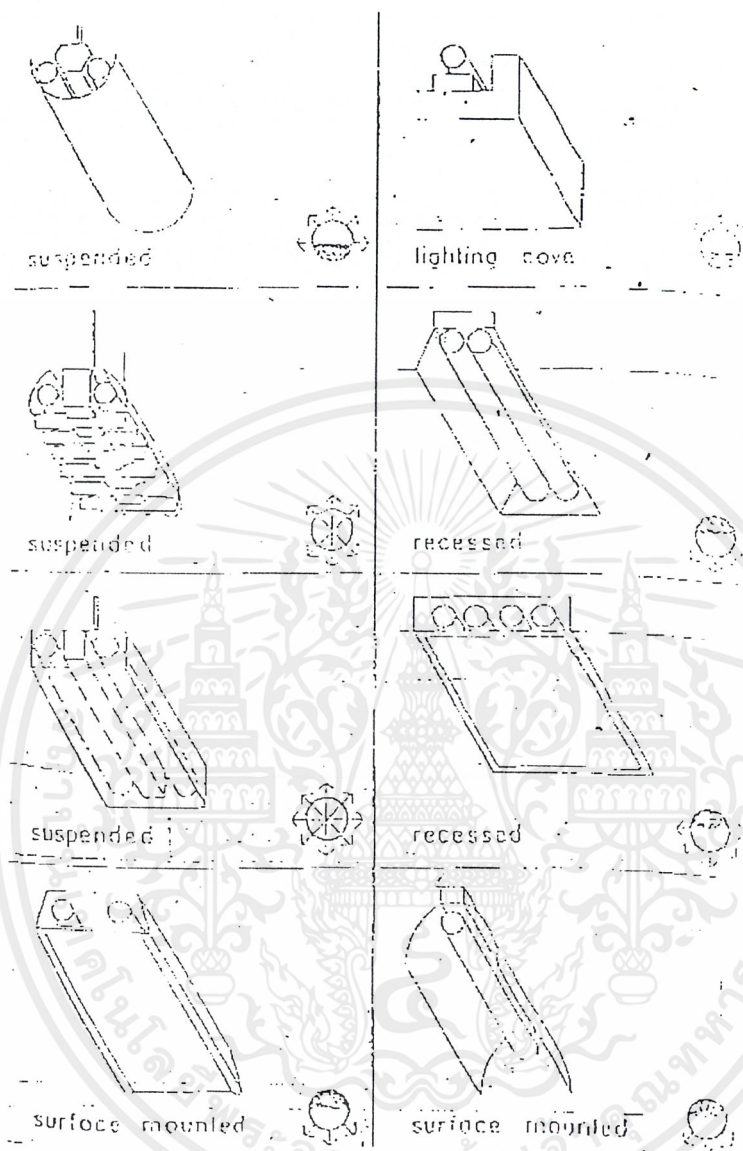 suspended
lighting cove
suspended
recessed
suspended
recessed
surface mounted
surface mounted